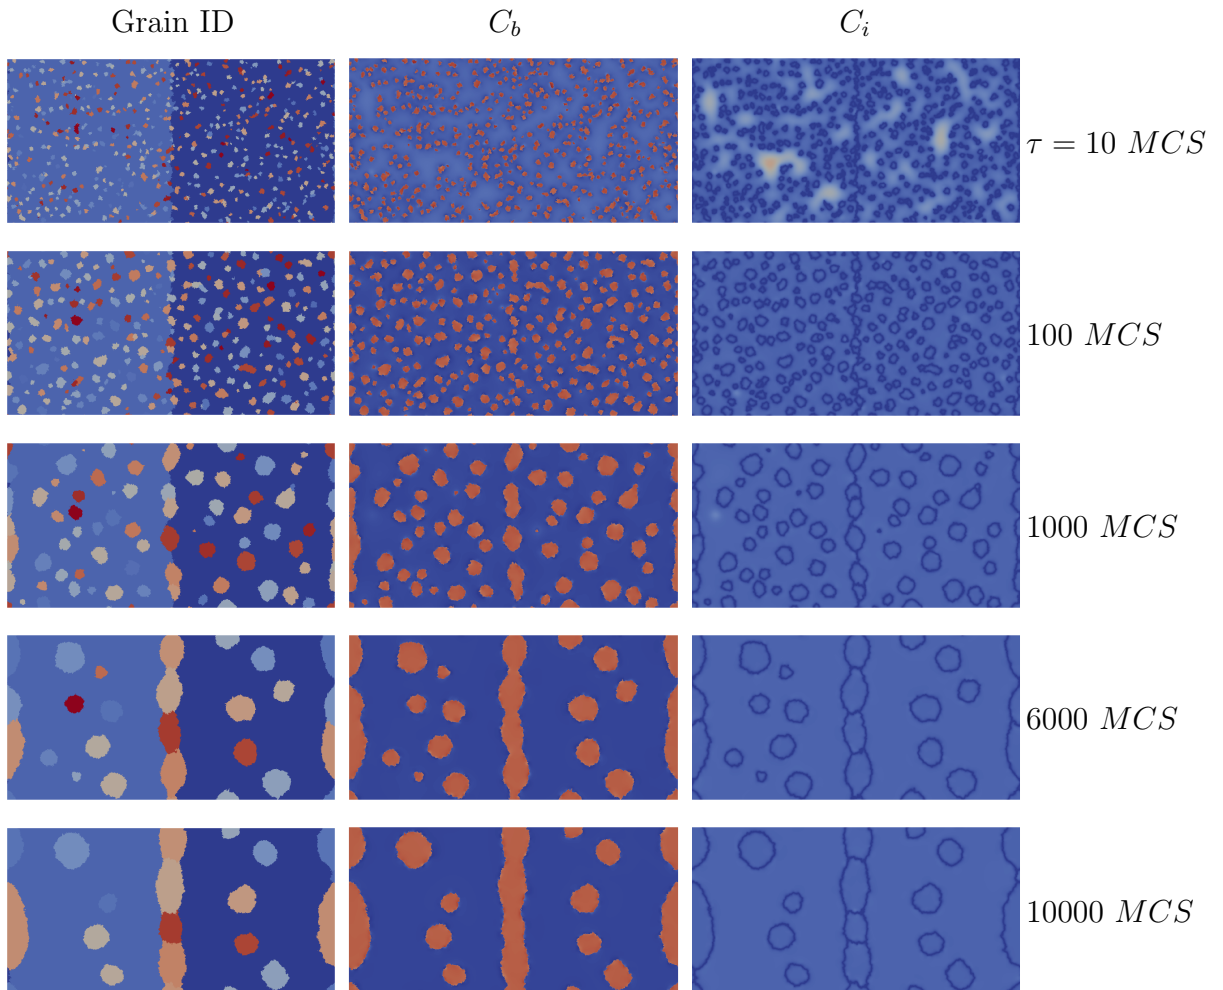 Grain ID C_b C_i
τ = 10 MCS
100 MCS
1000 MCS
6000 MCS
10000 MCS